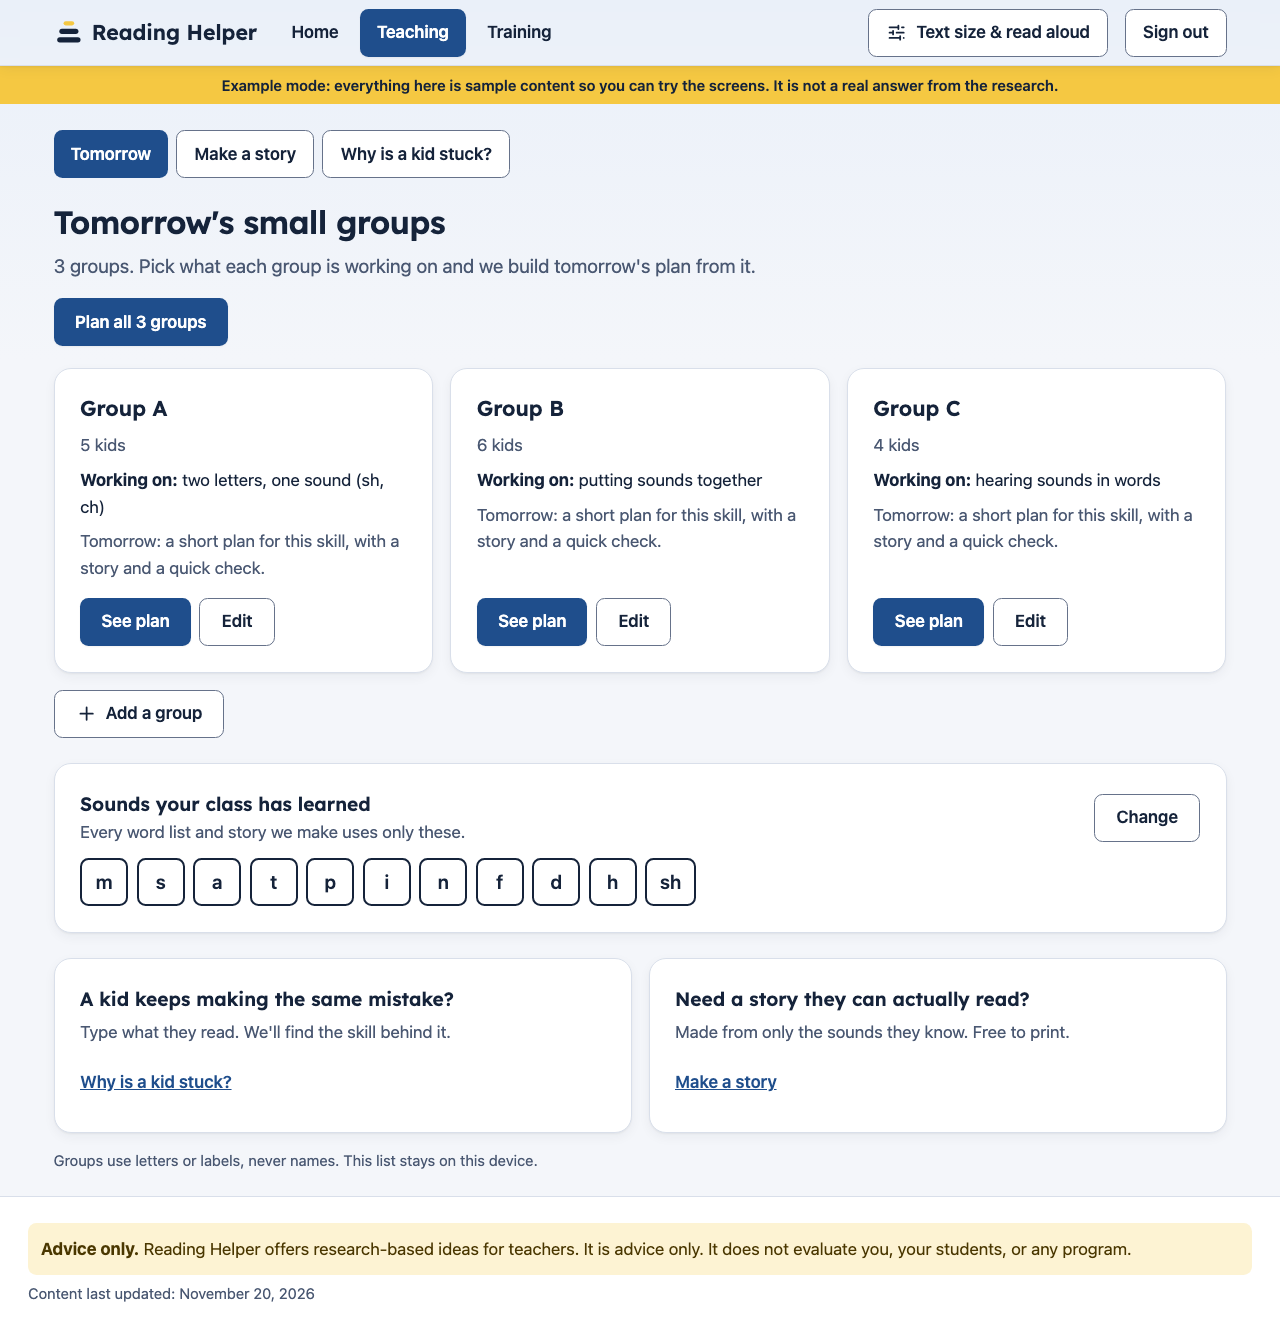 Reading Helper
Home
Teaching
Training
Text size & read aloud
Sign out
Example mode: everything here is sample content so you can try the screens. It is not a real answer from the research.
Tomorrow
Make a story
Why is a kid stuck?
Tomorrow's small groups
3 groups. Pick what each group is working on and we build tomorrow's plan from it.
Plan all 3 groups
Group A
5 kids
Working on: two letters, one sound (sh,
ch)
Tomorrow: a short plan for this skill, with a
story and a quick check.
See plan
Edit
Group B
6 kids
Working on: putting sounds together
Tomorrow: a short plan for this skill, with a
story and a quick check.
See plan
Edit
Group C
4 kids
Working on: hearing sounds in words
Tomorrow: a short plan for this skill, with a
story and a quick check.
See plan
Edit
+ Add a group
Sounds your class has learned
Every word list and story we make uses only these.
Change
m s a t p i n f d h sh
A kid keeps making the same mistake?
Type what they read. We'll find the skill behind it.
Why is a kid stuck?
Need a story they can actually read?
Made from only the sounds they know. Free to print.
Make a story
Groups use letters or labels, never names. This list stays on this device.
Advice only. Reading Helper offers research-based ideas for teachers. It is advice only. It does not evaluate you, your students, or any program.
Content last updated: November 20, 2026